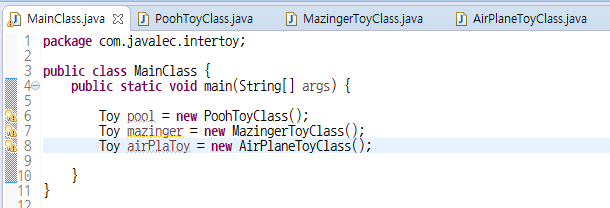 MainClass.java PoohToyClass.java MazingerToyClass.java AirPlaneToyClass.java
1 package com.javalec.intertoy;
2
3 public class MainClass {
4 public static void main(String[] args) {
5
6 Toy pool = new PoohToyClass();
7 Toy mazinger = new MazingerToyClass();
8 Toy airPlaToy = new AirPlaneToyClass();
9
10 }
11 }
12